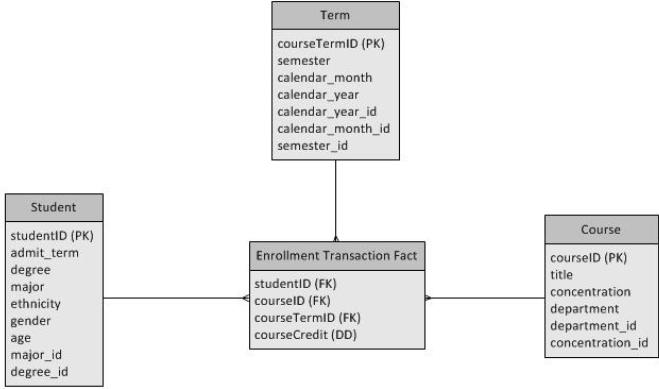 Term
courseTermID (PK)
semester
calendar_month
calendar_year
calendar_year_id
calendar_month_id
semester_id
Student
studentID (PK)
admit_term
degree
major
ethnicity
gender
age
major_id
degree_id
Enrollment Transaction Fact
studentID (FK)
courseID (FK)
courseTermID (FK)
courseCredit (DD)
Course
courseID (PK)
title
concentration
department
department_id
concentration_id